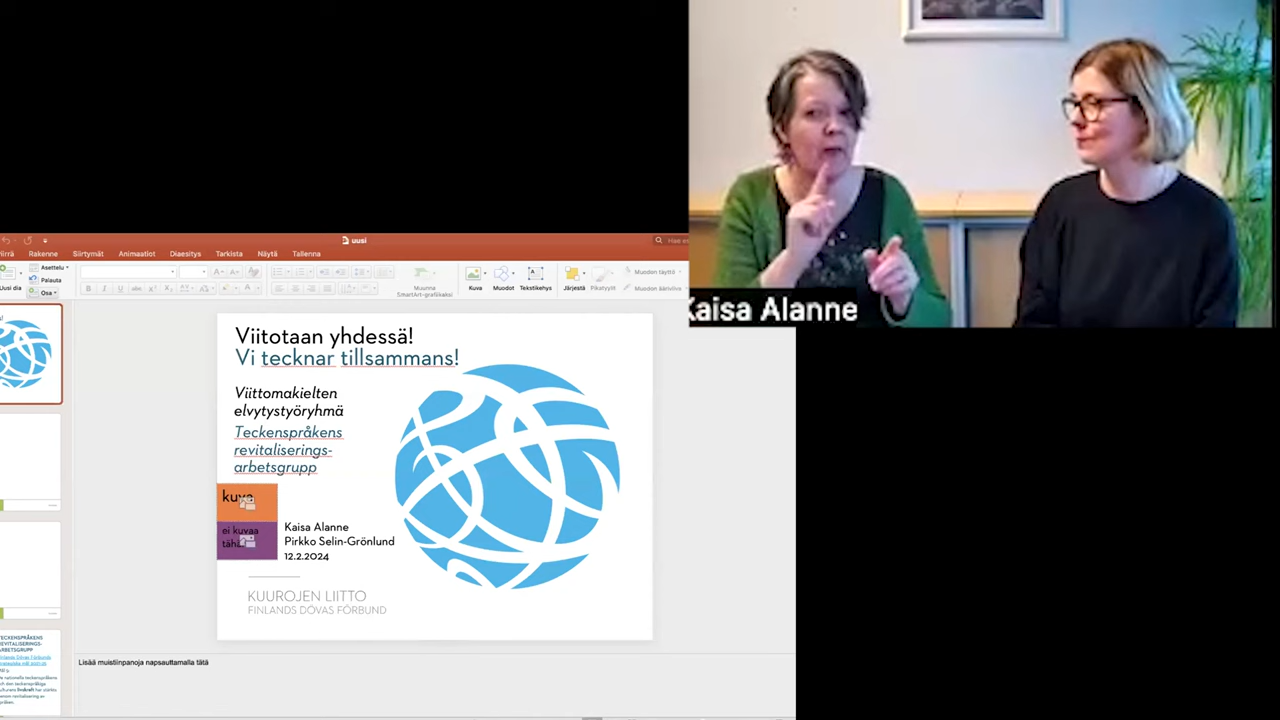 uusi
Rakenne Siirtymät Animaatiot Diaesitys Tarkista Näytä Tallenna
Uusi dia
Asettelu
Palauta
Osa
Muunna
SmartArt-grafiikaksi
Kuva
Muodot
Tekstikehys
Järjestä
Pikatyylit
Muodon täyttö
Muodon ääriviiva
Kaisa Alanne
Viitotaan yhdessä!
Vi tecknar tillsammans!
Viittomakielten
elvytystyöryhmä
Teckenspråkens
revitaliserings-
arbetsgrupp
kuva
ei kuvaa
Kaisa Alanne
Pirkko Selin-Grönlund
12.2.2024
KUUROJEN LIITTO
FINLANDS DÖVAS FÖRBUND
TECKENSPRÅKENS
REVITALISERINGS-
ARBETSGRUPP
Lisää muistiinpanoja napsauttamalla tätä